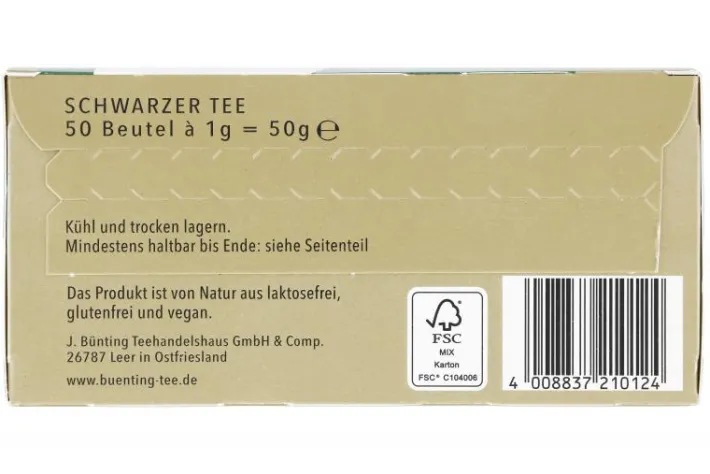 SCHWARZER TEE
50 Beutel à 1g = 50g ℮
Kühl und trocken lagern.
Mindestens haltbar bis Ende: siehe Seitenteil
Das Produkt ist von Natur aus laktosefrei,
glutenfrei und vegan.
J. Bünting Teehandelshaus GmbH & Comp.
26787 Leer in Ostfriesland
www.buenting-tee.de
FSC
MIX
Karton
FSC® C104006
4 008837 210124